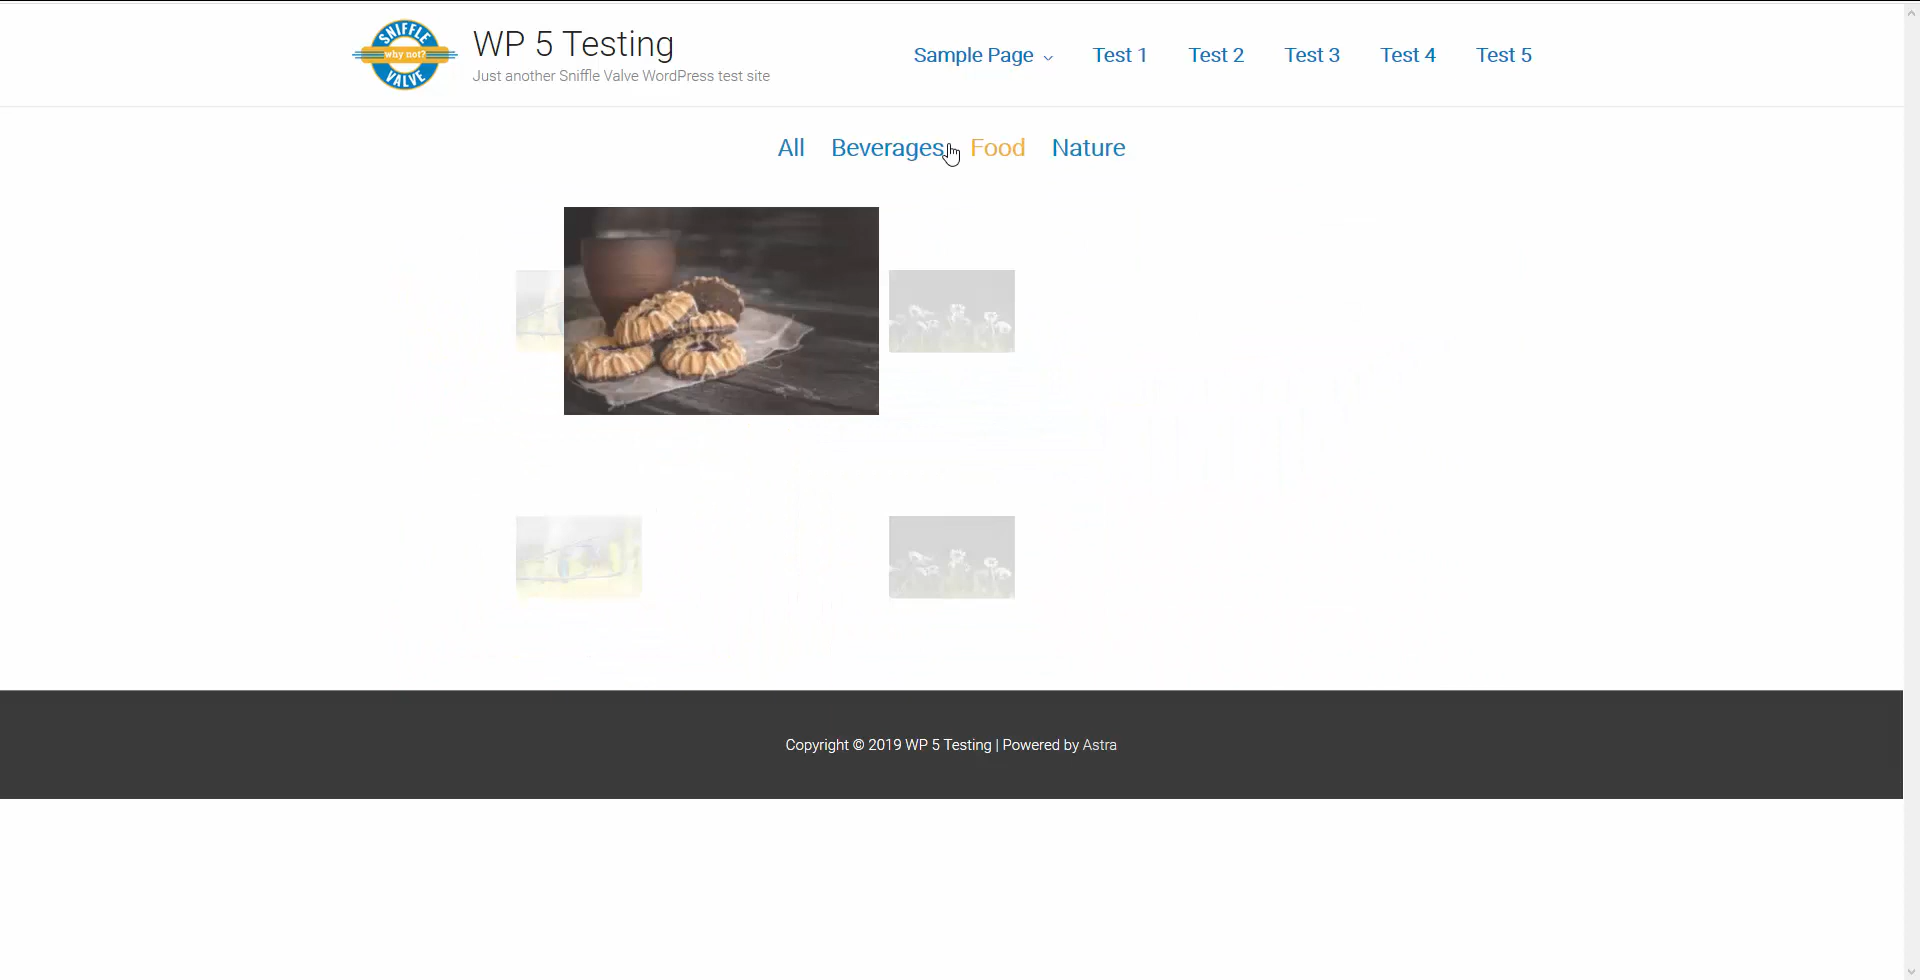 SNIFFLE
why not?
VALVE
WP 5 Testing
Just another Sniffle Valve WordPress test site
Sample Page
Test 1
Test 2
Test 3
Test 4
Test 5
All
Beverages
Food
Nature
Copyright © 2019 WP 5 Testing | Powered by Astra